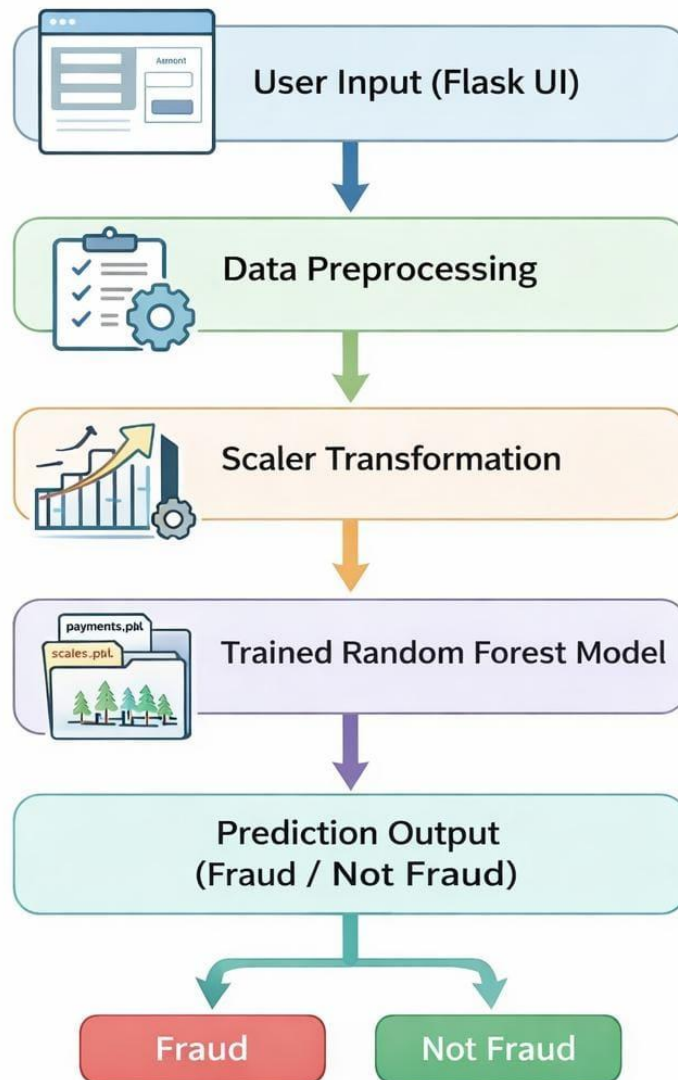 Amount
User Input (Flask UI)
Data Preprocessing
Scaler Transformation
payments.pkl
scales.pkl
Trained Random Forest Model
Prediction Output
(Fraud / Not Fraud)
Fraud
Not Fraud